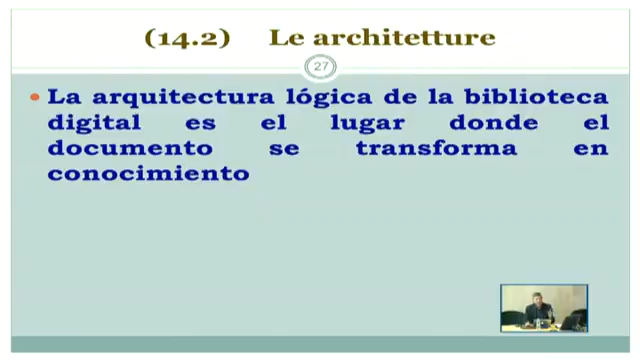 (14.2) Le architetture
27
La arquitectura lógica de la biblioteca
digital es el lugar donde el
documento se transforma en
conocimiento